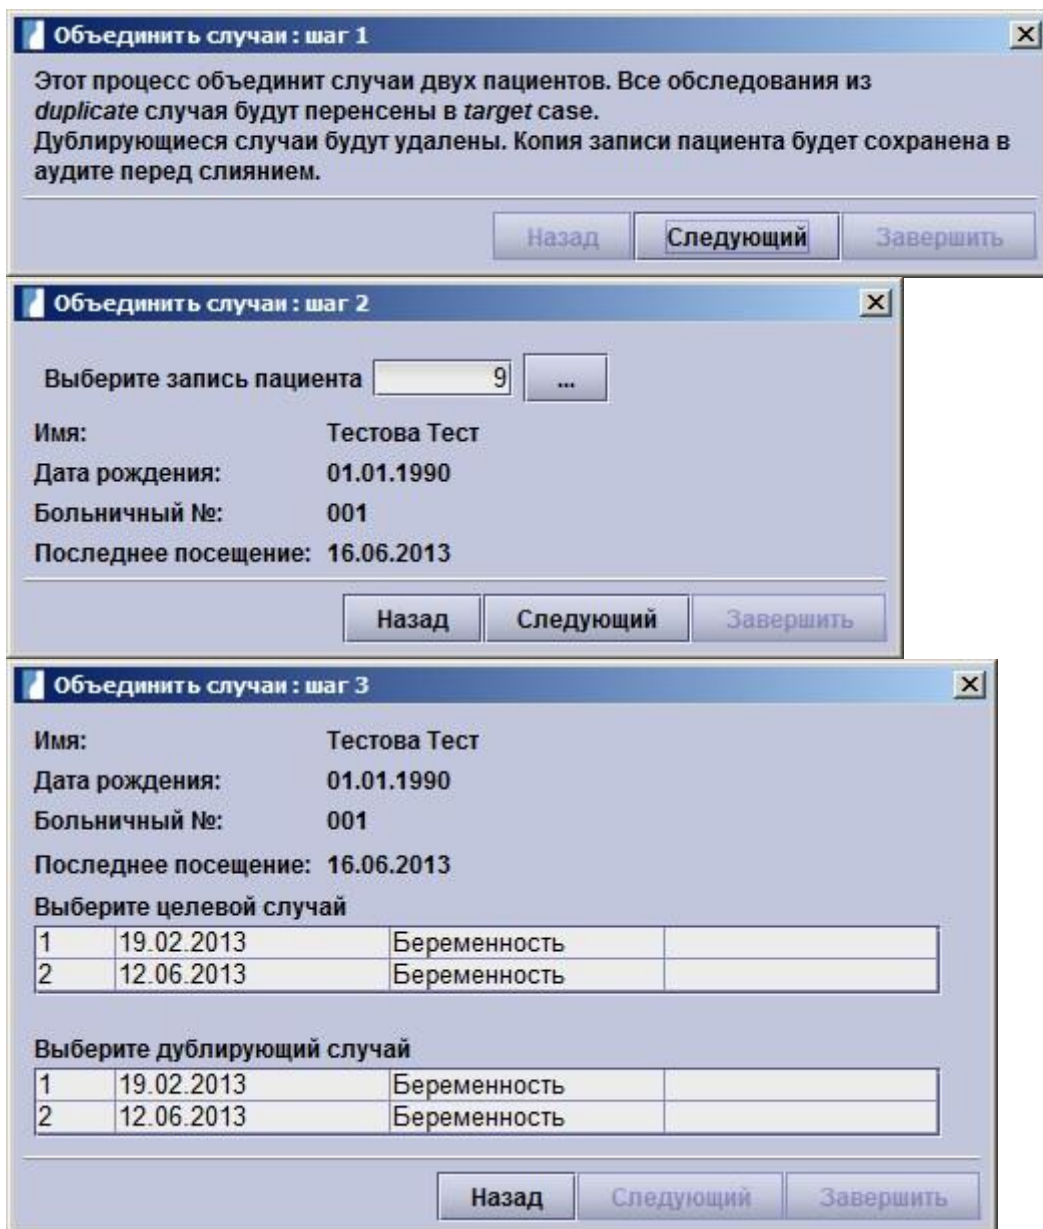 Объединить случаи : шаг 1
Этот процесс объединит случаи двух пациентов. Все обследования из
duplicate случая будут перенсены в target case.
Дублирующиеся случаи будут удалены. Копия записи пациента будет сохранена в
аудите перед слиянием.
Назад Следующий Завершить
Объединить случаи : шаг 2
Выберите запись пациента 9 ...
Имя: Тестова Тест
Дата рождения: 01.01.1990
Больничный №: 001
Последнее посещение: 16.06.2013
Назад Следующий Завершить
Объединить случаи : шаг 3
Имя: Тестова Тест
Дата рождения: 01.01.1990
Больничный №: 001
Последнее посещение: 16.06.2013
Выберите целевой случай
1 19.02.2013 Беременность
2 12.06.2013 Беременность
Выберите дублирующий случай
1 19.02.2013 Беременность
2 12.06.2013 Беременность
Назад Следующий Завершить